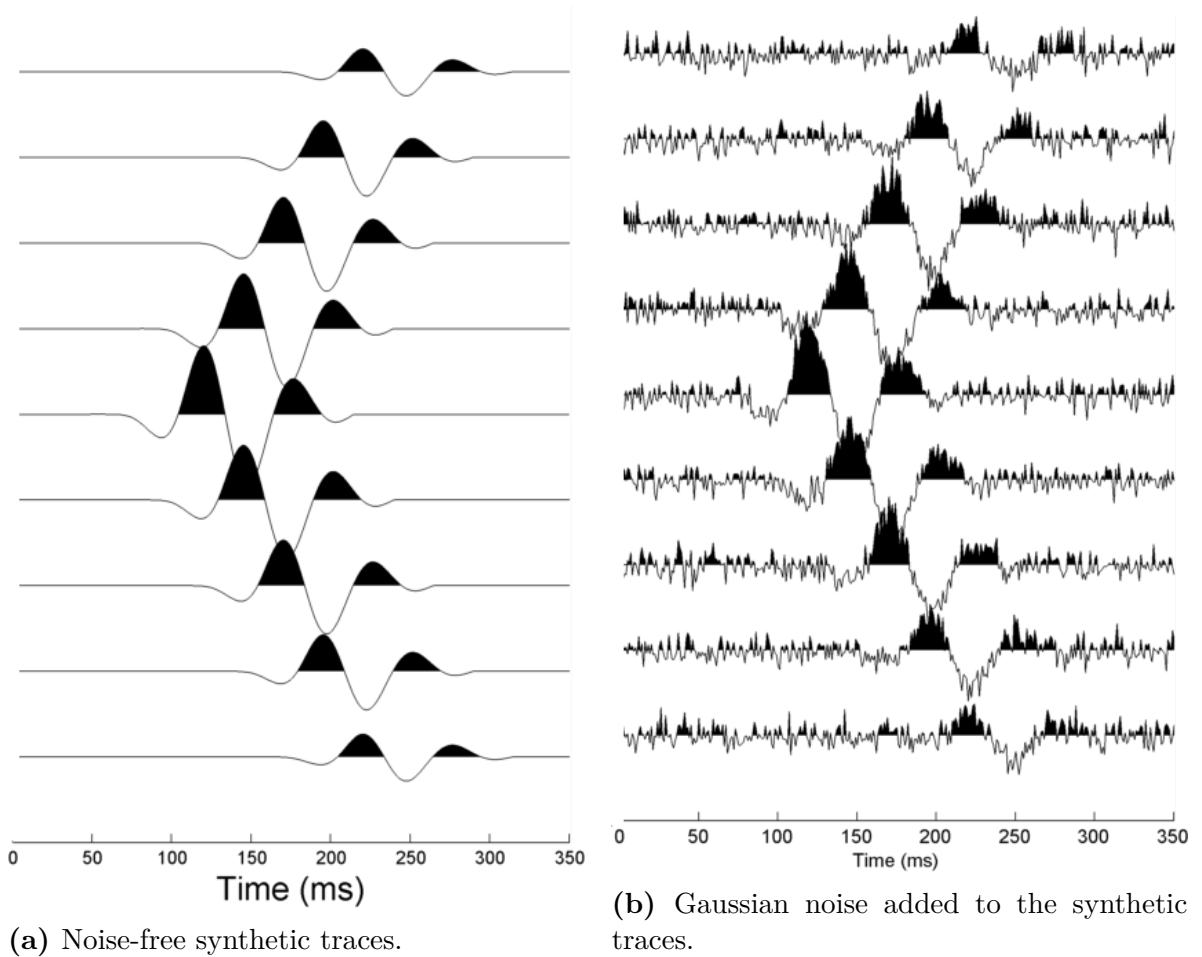 0 50 100 150 200 250 300 350
Time (ms)
(a) Noise-free synthetic traces.
0 50 100 150 200 250 300 350
Time (ms)
(b) Gaussian noise added to the synthetic
traces.